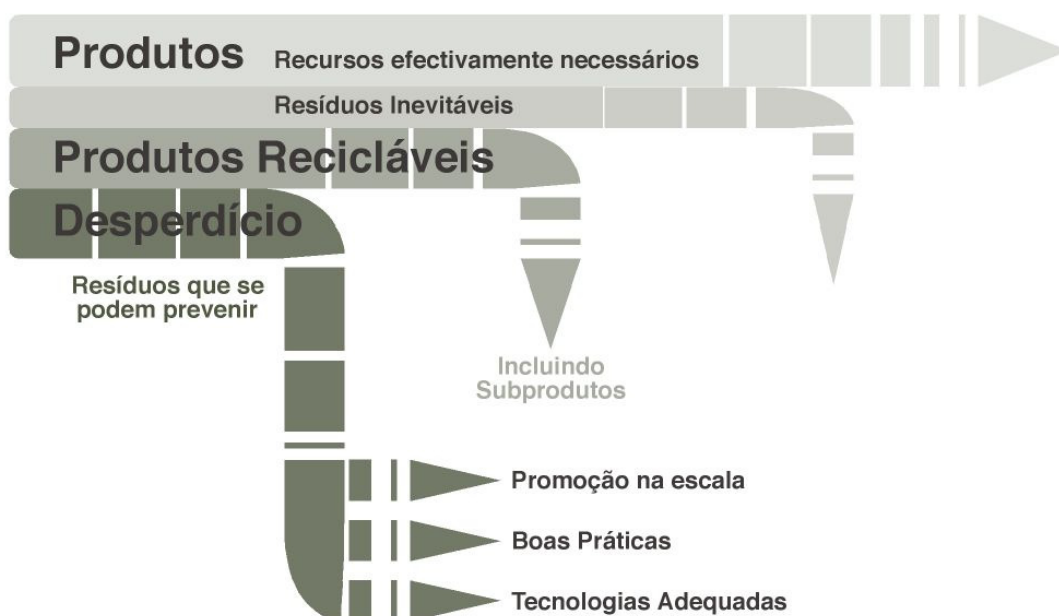 Produtos Recursos efectivamente necessários
Resíduos Inevitáveis
Produtos Recicláveis
Desperdício
Resíduos que se
podem prevenir
Incluindo
Subprodutos
Promoção na escala
Boas Práticas
Tecnologias Adequadas